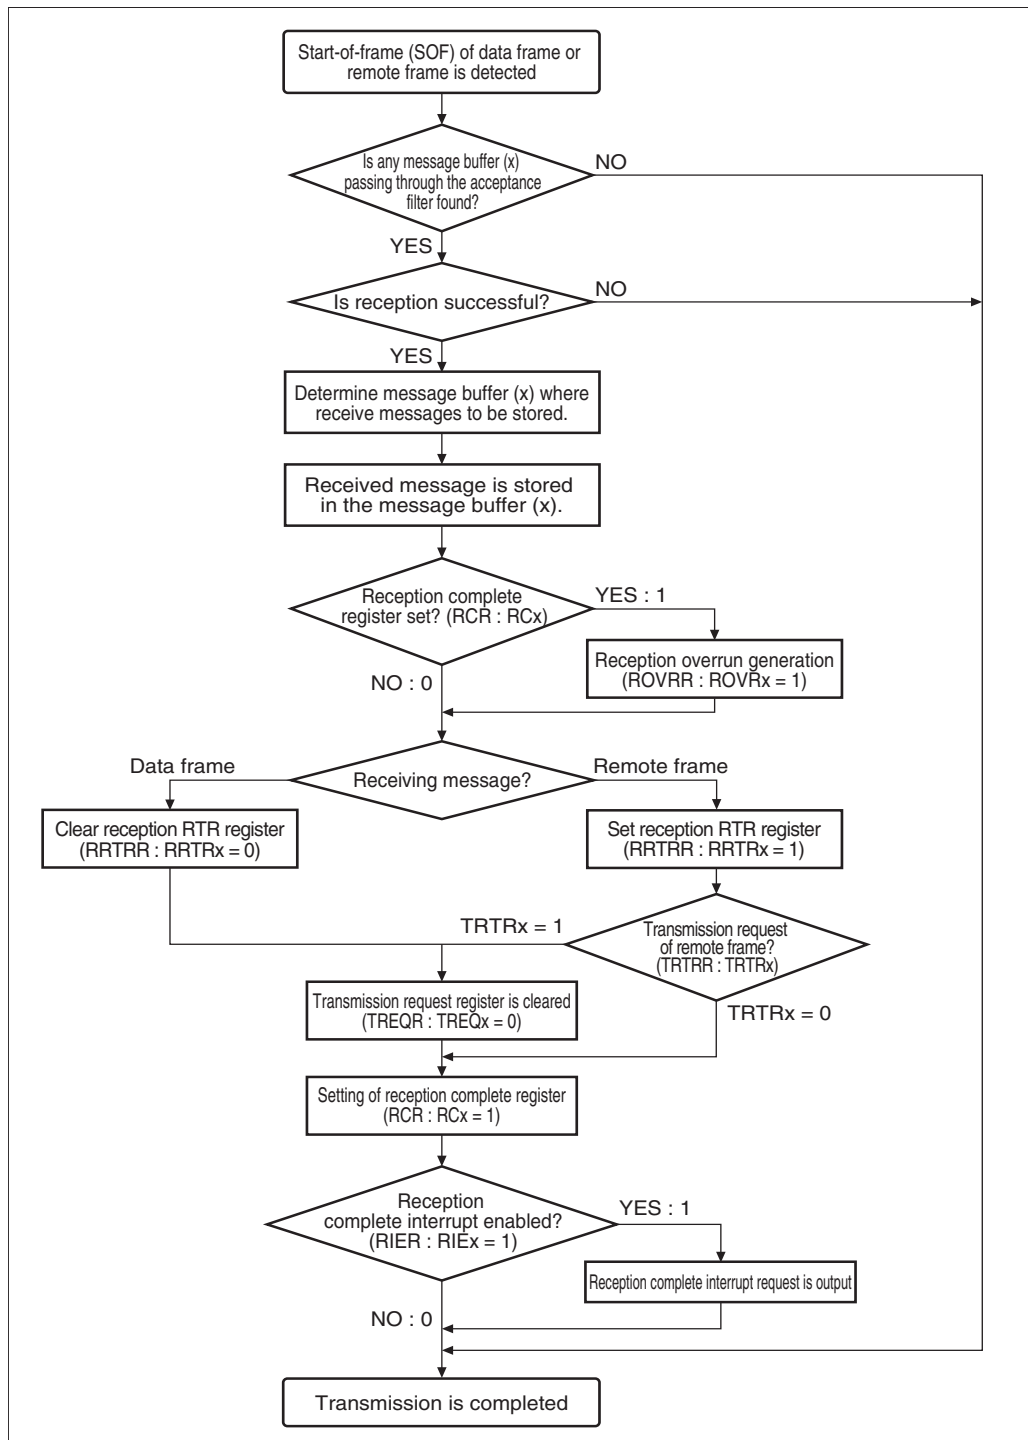 Start-of-frame (SOF) of data frame or
remote frame is detected
Is any message buffer (x)
passing through the acceptance
filter found?
NO
YES
Is reception successful?
NO
YES
Determine message buffer (x) where
receive messages to be stored.
Received message is stored
in the message buffer (x).
Reception complete
register set? (RCR : RCx)
YES : 1
Reception overrun generation
(ROVRR : ROVRx = 1)
NO : 0
Data frame
Receiving message?
Remote frame
Clear reception RTR register
(RRTRR : RRTRx = 0)
Set reception RTR register
(RRTRR : RRTRx = 1)
TRTRx = 1
Transmission request
of remote frame?
(TRTRR : TRTRx)
Transmission request register is cleared
(TREQR : TREQx = 0)
TRTRx = 0
Setting of reception complete register
(RCR : RCx = 1)
Reception
complete interrupt enabled?
(RIER : RIEx = 1)
YES : 1
Reception complete interrupt request is output
NO : 0
Transmission is completed